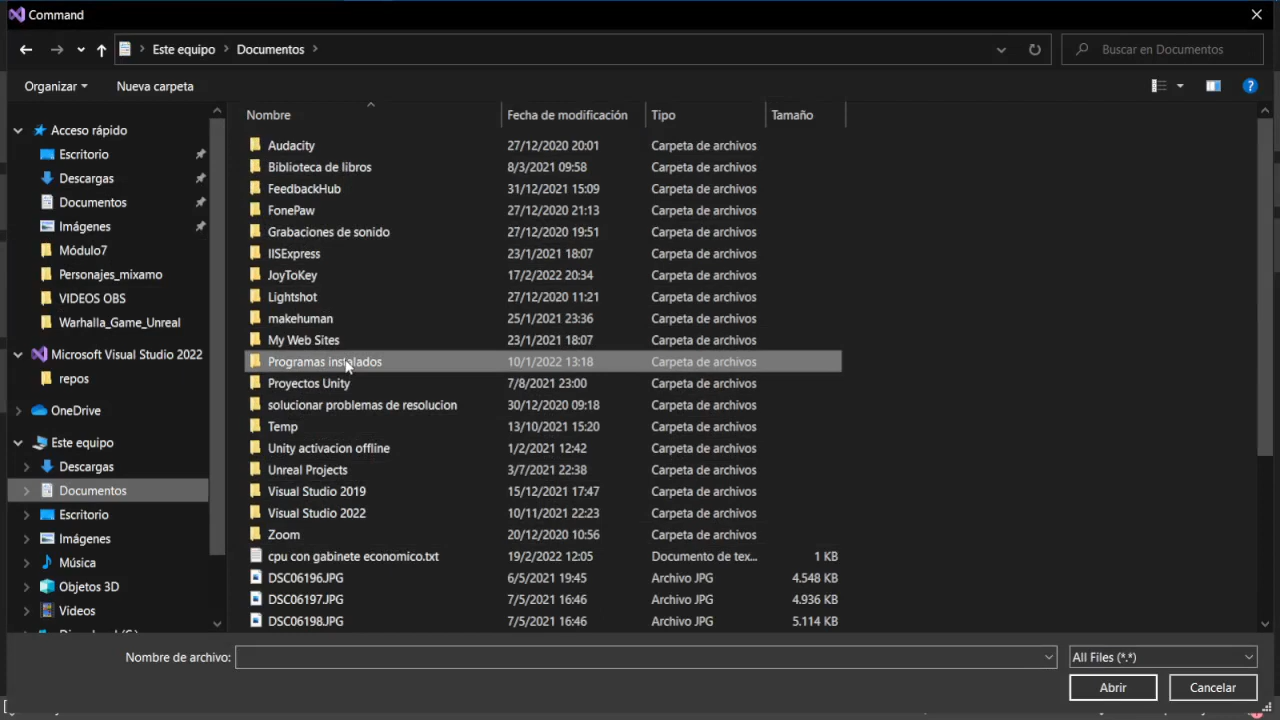 Command
Este equipo > Documentos >
Buscar en Documentos
Organizar
Nueva carpeta
Nombre Fecha de modificación Tipo Tamaño
Acceso rápido
Escritorio
Descargas
Documentos
Imágenes
Módulo7
Personajes_mixamo
VIDEOS OBS
Warhalla_Game_Unreal
Microsoft Visual Studio 2022
repos
OneDrive
Este equipo
Descargas
Documentos
Escritorio
Imágenes
Música
Objetos 3D
Videos
Audacity 27/12/2020 20:01 Carpeta de archivos
Biblioteca de libros 8/3/2021 09:58 Carpeta de archivos
FeedbackHub 31/12/2021 15:09 Carpeta de archivos
FonePaw 27/12/2020 21:13 Carpeta de archivos
Grabaciones de sonido 27/12/2020 19:51 Carpeta de archivos
IISExpress 23/1/2021 18:07 Carpeta de archivos
JoyToKey 17/2/2022 20:34 Carpeta de archivos
Lightshot 27/12/2020 11:21 Carpeta de archivos
makehuman 25/1/2021 23:36 Carpeta de archivos
My Web Sites 23/1/2021 18:07 Carpeta de archivos
Programas instalados 10/1/2022 13:18 Carpeta de archivos
Proyectos Unity 7/8/2021 23:00 Carpeta de archivos
solucionar problemas de resolucion 30/12/2020 09:18 Carpeta de archivos
Temp 13/10/2021 15:20 Carpeta de archivos
Unity activacion offline 1/2/2021 12:42 Carpeta de archivos
Unreal Projects 3/7/2021 22:38 Carpeta de archivos
Visual Studio 2019 15/12/2021 17:47 Carpeta de archivos
Visual Studio 2022 10/11/2021 22:23 Carpeta de archivos
Zoom 20/12/2020 10:56 Carpeta de archivos
cpu con gabinete economico.txt 19/2/2022 12:05 Documento de tex... 1 KB
DSC06196.JPG 6/5/2021 19:45 Archivo JPG 4.548 KB
DSC06197.JPG 7/5/2021 16:46 Archivo JPG 4.936 KB
DSC06198.JPG 7/5/2021 16:46 Archivo JPG 5.114 KB
Nombre de archivo:
All Files (*.*)
Abrir
Cancelar